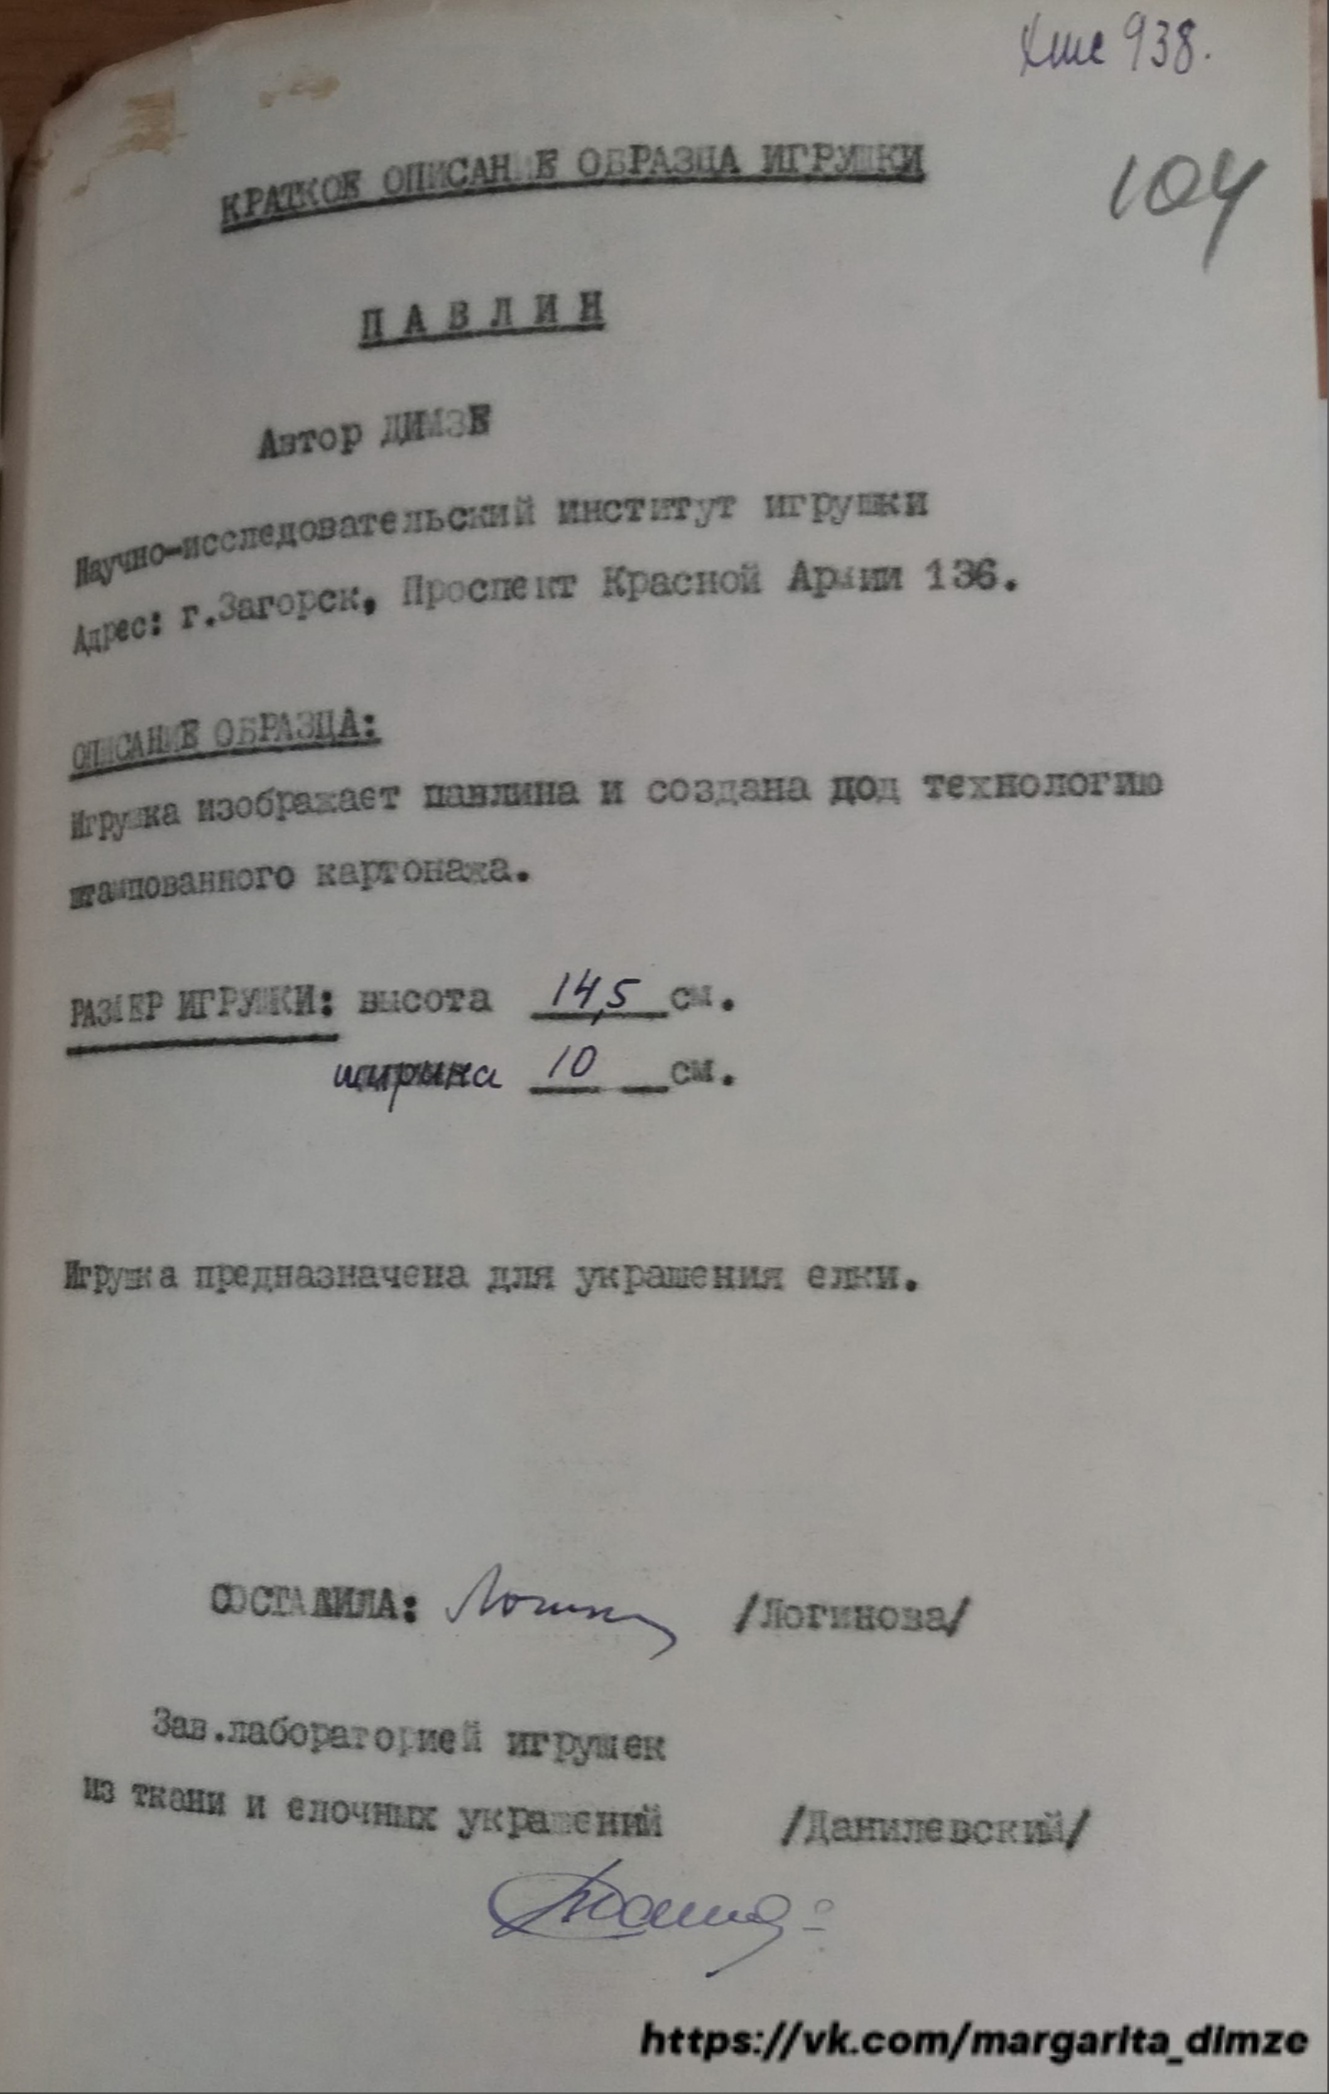 938.
104
КРАТКОЕ ОПИСАНИЕ ОБРАЗЦА ИГРУШКИ
ПАВЛИН
Автор ДИМЗЕ
Научно-исследовательский институт игрушки
Адрес: г.Загорск, Проспект Красной Армии 136.
ОПИСАНИЕ ОБРАЗЦА:
Игрушка изображает павлина и создана под технологию
штампованного картонажа.
РАЗМЕР ИГРУШКИ: высота 14,5 см.
ширина 10 см.
Игрушка предназначена для украшения елки.
СОСТАВИЛА: /Логинова/
Зав.лабораторией игрушек
из ткани и елочных украшений /Данилевский/
https://vk.com/margarita_dimze